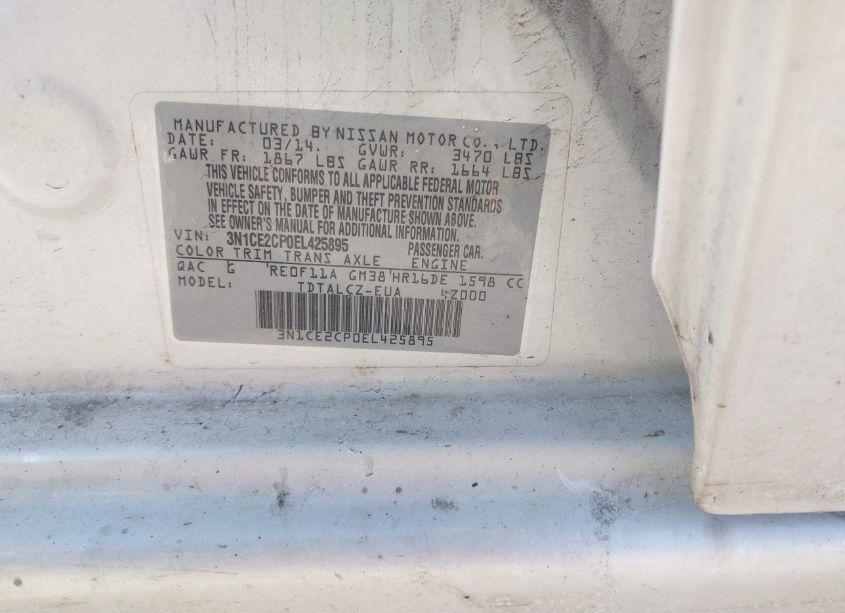 MANUFACTURED BY NISSAN MOTOR CO., LTD.
DATE: 03/14. GVWR: 3470 LBS
GAWR FR: 1867 LBS GAWR RR: 1664 LBS
THIS VEHICLE CONFORMS TO ALL APPLICABLE FEDERAL MOTOR
VEHICLE SAFETY, BUMPER AND THEFT PREVENTION STANDARDS
IN EFFECT ON THE DATE OF MANUFACTURE SHOWN ABOVE.
SEE OWNER'S MANUAL FOR ADDITIONAL INFORMATION.
VIN: 3N1CE2CP0EL425895 PASSENGER CAR.
COLOR TRIM TRANS AXLE ENGINE
QAC G 'RE0F11A GM38'HR16DE 1598 CC
MODEL: TDTALCZ-EUA 4Z000
3N1CE2CP0EL425895